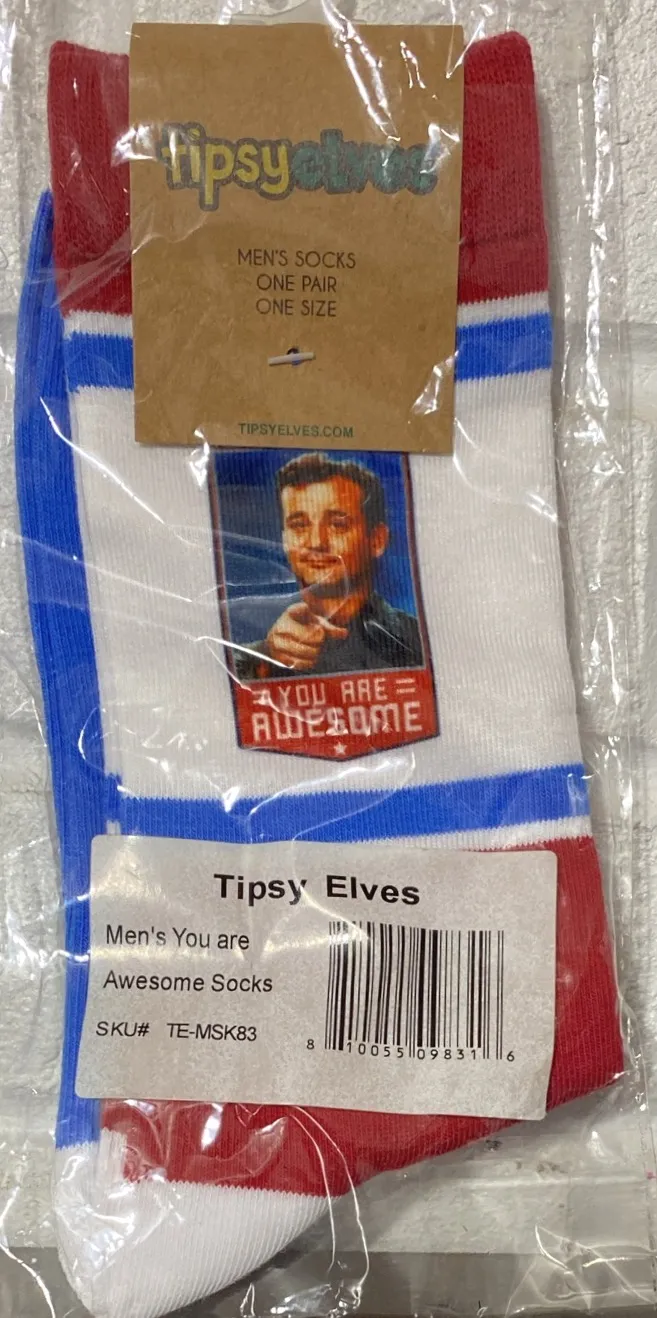 tipsyelves
MEN'S SOCKS
ONE PAIR
ONE SIZE
TIPSYELVES.COM
YOU ARE
AWESOME
Tipsy Elves
Men's You are
Awesome Socks
SKU# TE-MSK83
8 10055 09831 6